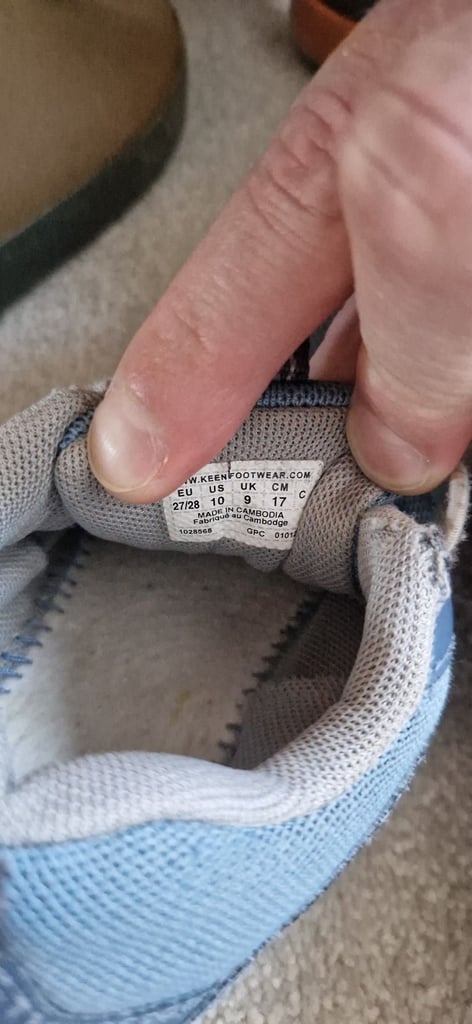 W.KEENFOOTWEAR.COM
EU US UK CM C
27/28 10 9 17
MADE IN CAMBODIA
Fabriqué au Cambodge
1028568 GPC